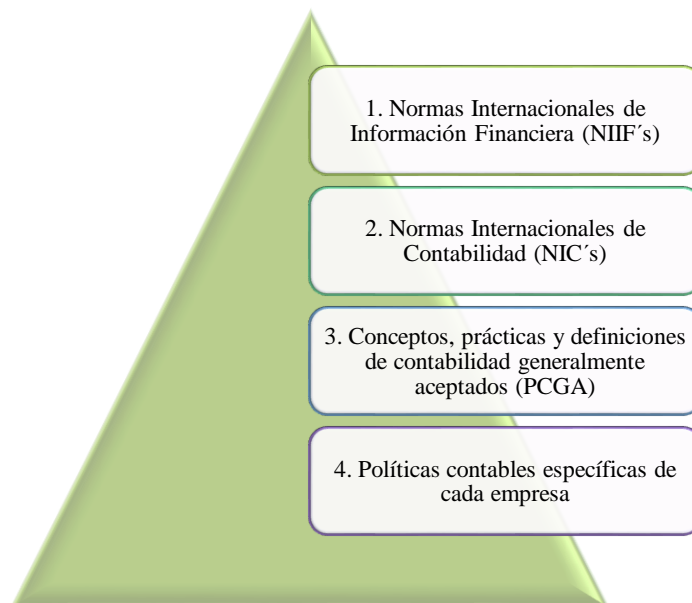 1. Normas Internacionales de
Información Financiera (NIIF´s)
2. Normas Internacionales de
Contabilidad (NIC´s)
3. Conceptos, prácticas y definiciones
de contabilidad generalmente
aceptados (PCGA)
4. Políticas contables específicas de
cada empresa